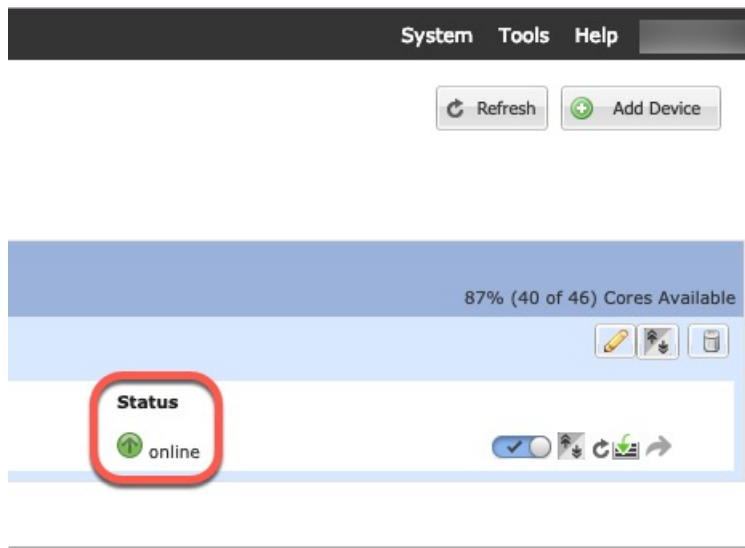 System Tools Help
Refresh Add Device
87% (40 of 46) Cores Available
Status
online